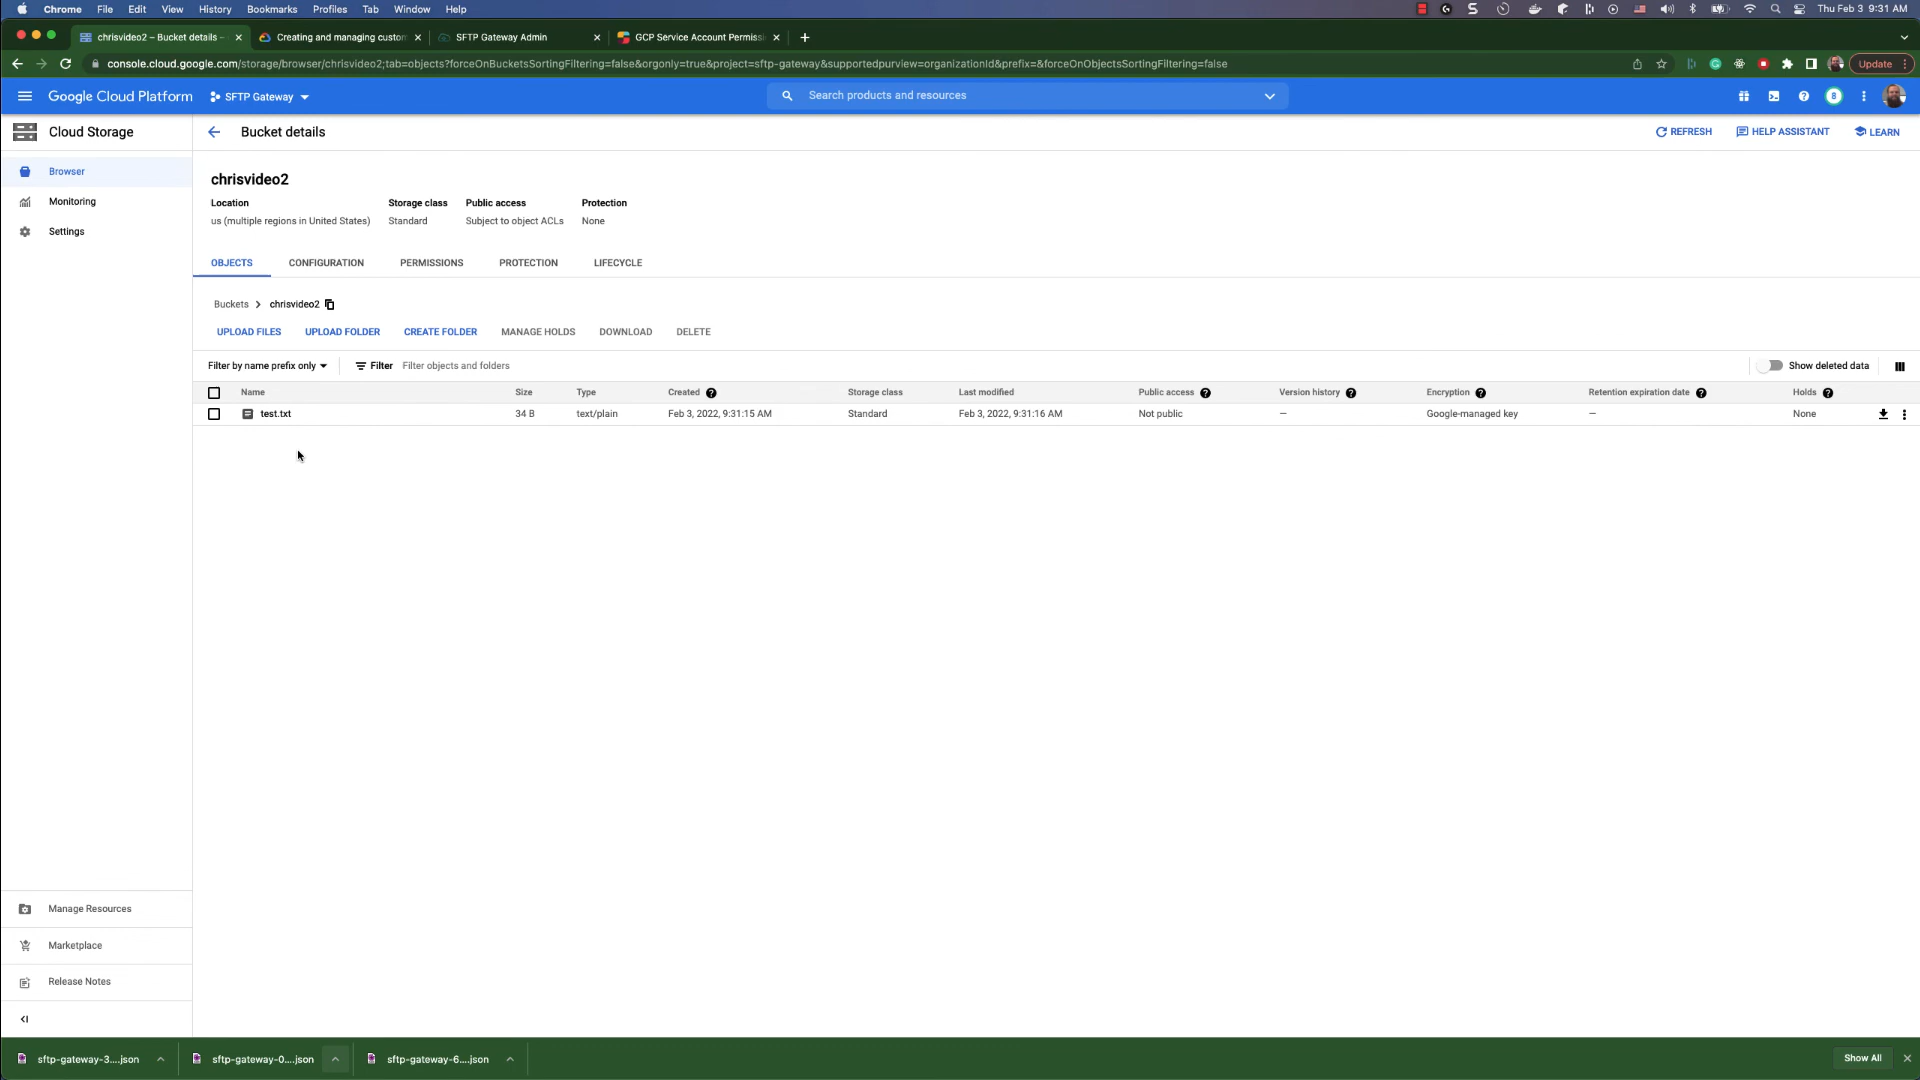 Chrome File Edit View History Bookmarks Profiles Tab Window Help Thu Feb 3 9:31 AM
chrisvideo2 – Bucket details – Creating and managing custom SFTP Gateway Admin GCP Service Account Permissi
console.cloud.google.com/storage/browser/chrisvideo2;tab=objects?forceOnBucketsSortingFiltering=false&orgonly=true&project=sftp-gateway&supportedpurview=organizationId&prefix=&forceOnObjectsSortingFiltering=false Update
Google Cloud Platform SFTP Gateway Search products and resources 8
Cloud Storage Bucket details REFRESH HELP ASSISTANT LEARN
Browser
Monitoring
Settings
chrisvideo2
Location Storage class Public access Protection
us (multiple regions in United States) Standard Subject to object ACLs None
OBJECTS CONFIGURATION PERMISSIONS PROTECTION LIFECYCLE
Buckets > chrisvideo2
UPLOAD FILES UPLOAD FOLDER CREATE FOLDER MANAGE HOLDS DOWNLOAD DELETE
Filter by name prefix only Filter Filter objects and folders Show deleted data
Name Size Type Created Storage class Last modified Public access Version history Encryption Retention expiration date Holds
test.txt 34 B text/plain Feb 3, 2022, 9:31:15 AM Standard Feb 3, 2022, 9:31:16 AM Not public — Google-managed key — None
Manage Resources
Marketplace
Release Notes
sftp-gateway-3....json sftp-gateway-0....json sftp-gateway-6....json Show All